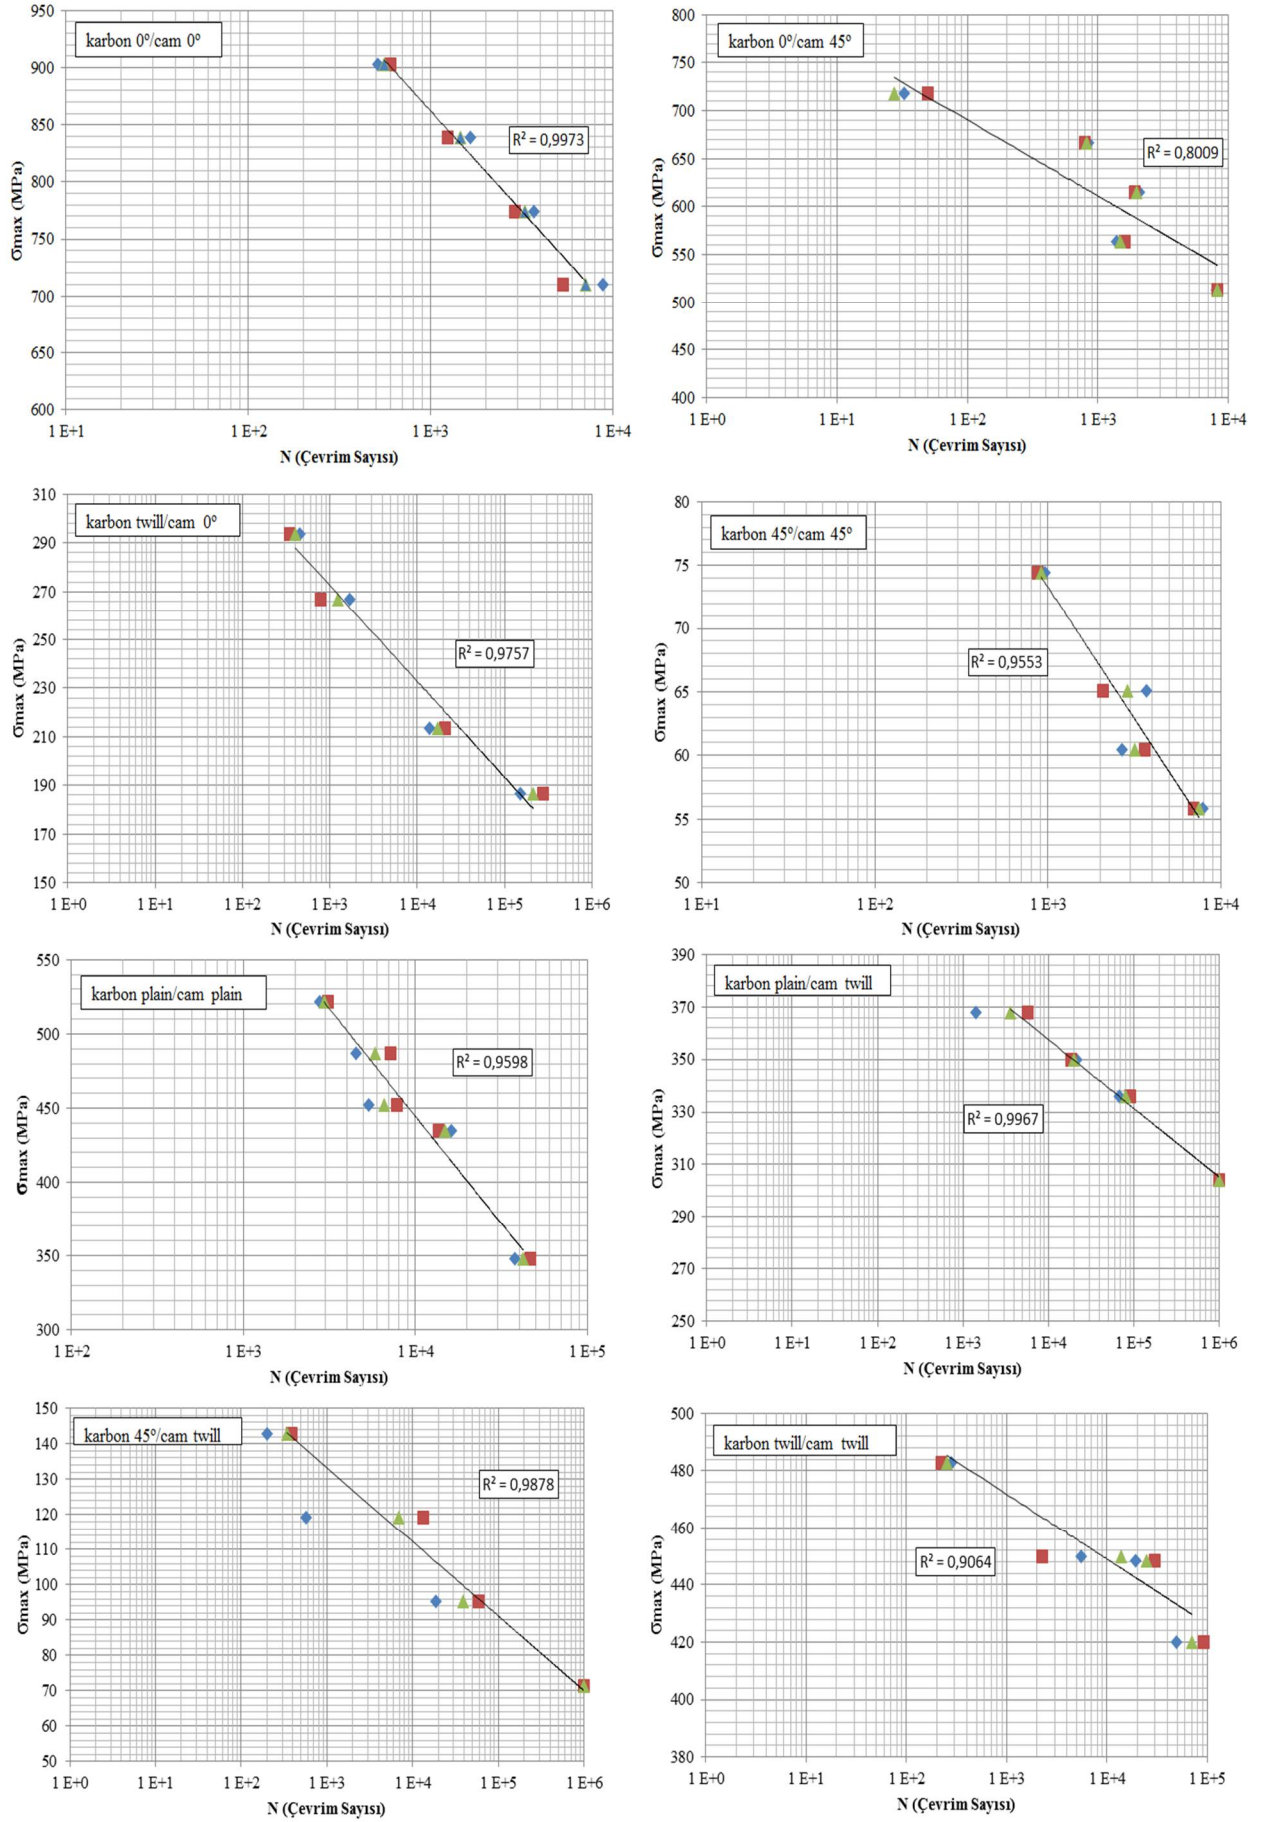 karbon 0º/cam 0º
σmax (MPa)
950
900
850
800
750
700
650
600
R² = 0,9973
1 E+1
1 E+2
1 E+3
1 E+4
N (Çevrim Sayısı)
karbon 0º/cam 45º
σmax (MPa)
800
750
700
650
600
550
500
450
400
R² = 0,8009
1 E+0
1 E+1
1 E+2
1 E+3
1 E+4
N (Çevrim Sayısı)
karbon twill/cam 0º
σmax (MPa)
310
290
270
250
230
210
190
170
150
R² = 0,9757
1 E+0
1 E+1
1 E+2
1 E+3
1 E+4
1 E+5
1 E+6
N (Çevrim Sayısı)
karbon 45º/cam 45º
σmax (MPa)
80
75
70
65
60
55
50
R² = 0,9553
1 E+1
1 E+2
1 E+3
1 E+4
N (Çevrim Sayısı)
karbon plain/cam plain
σmax (MPa)
550
500
450
400
350
300
R² = 0,9598
1 E+2
1 E+3
1 E+4
1 E+5
N (Çevrim Sayısı)
karbon plain/cam twill
σmax (MPa)
390
370
350
330
310
290
270
250
R² = 0,9967
1 E+0
1 E+1
1 E+2
1 E+3
1 E+4
1 E+5
1 E+6
N (Çevrim Sayısı)
karbon 45º/cam twill
σmax (MPa)
150
140
130
120
110
100
90
80
70
60
50
R² = 0,9878
1 E+0
1 E+1
1 E+2
1 E+3
1 E+4
1 E+5
1 E+6
N (Çevrim Sayısı)
karbon twill/cam twill
σmax (MPa)
500
480
460
440
420
400
380
R² = 0,9064
1 E+0
1 E+1
1 E+2
1 E+3
1 E+4
1 E+5
N (Çevrim Sayısı)